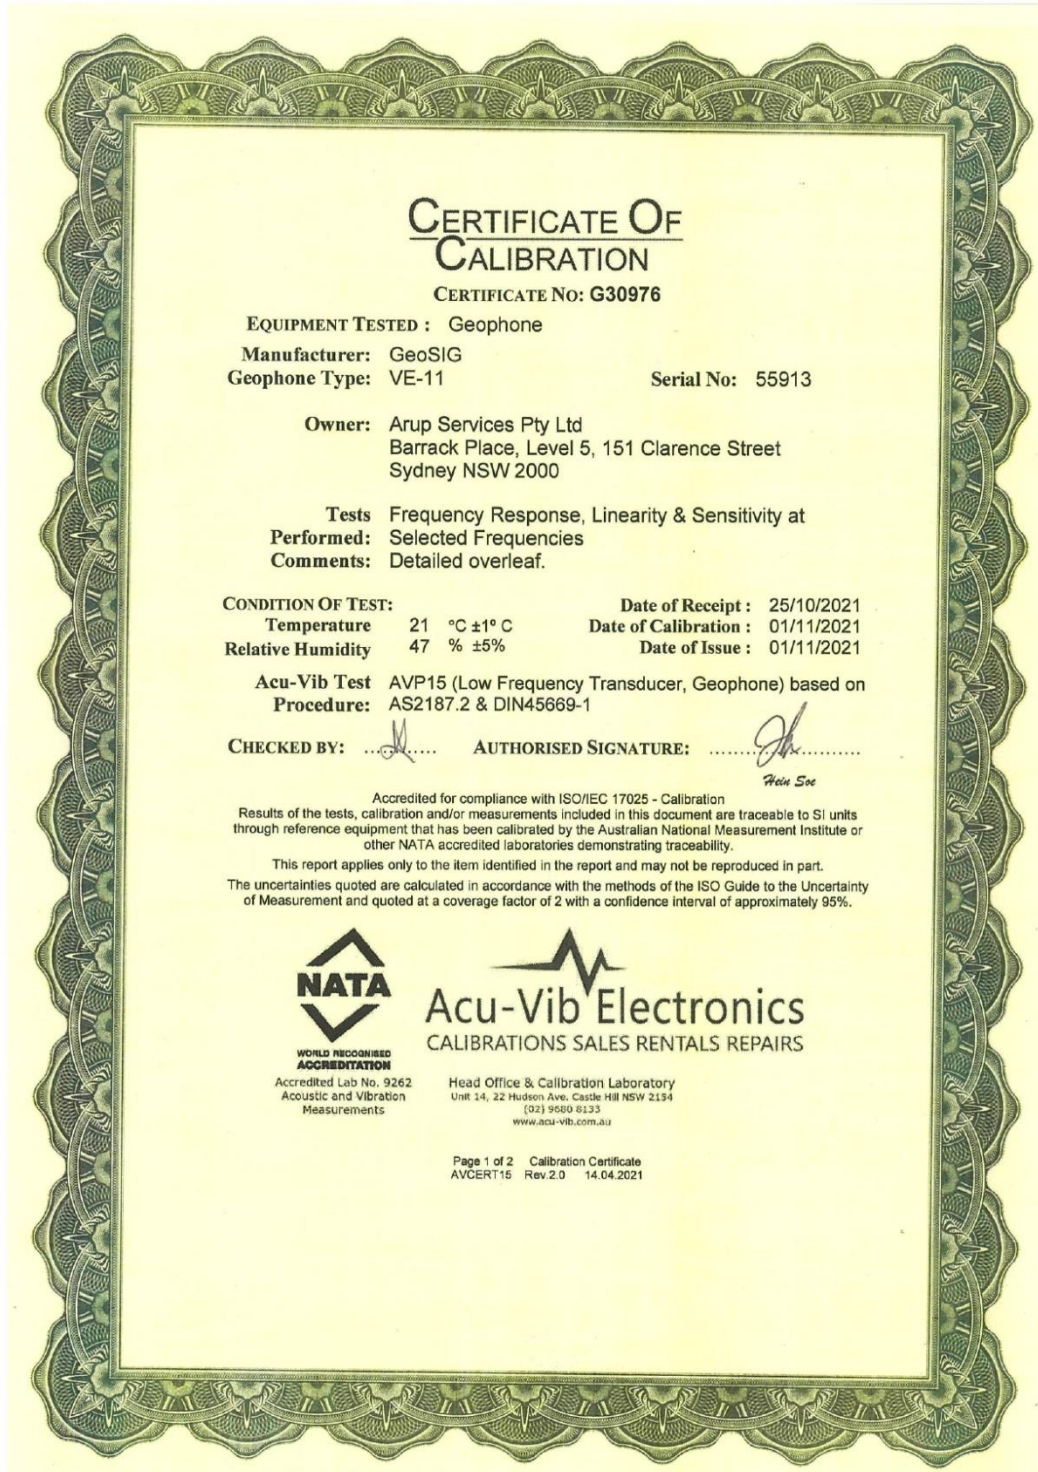 CERTIFICATE OF
CALIBRATION
CERTIFICATE NO: G30976
EQUIPMENT TESTED : Geophone
Manufacturer: GeoSIG
Geophone Type: VE-11 Serial No: 55913
Owner: Arup Services Pty Ltd
Barrack Place, Level 5, 151 Clarence Street
Sydney NSW 2000
Tests Frequency Response, Linearity & Sensitivity at
Performed: Selected Frequencies
Comments: Detailed overleaf.
CONDITION OF TEST: Date of Receipt : 25/10/2021
Temperature 21 °C ±1° C Date of Calibration : 01/11/2021
Relative Humidity 47 % ±5% Date of Issue : 01/11/2021
Acu-Vib Test AVP15 (Low Frequency Transducer, Geophone) based on
Procedure: AS2187.2 & DIN45669-1
CHECKED BY: AUTHORISED SIGNATURE:
Hein Soe
Accredited for compliance with ISO/IEC 17025 - Calibration
Results of the tests, calibration and/or measurements included in this document are traceable to SI units
through reference equipment that has been calibrated by the Australian National Measurement Institute or
other NATA accredited laboratories demonstrating traceability.
This report applies only to the item identified in the report and may not be reproduced in part.
The uncertainties quoted are calculated in accordance with the methods of the ISO Guide to the Uncertainty
of Measurement and quoted at a coverage factor of 2 with a confidence interval of approximately 95%.
NATA
WORLD RECOGNISED
ACCREDITATION
Accredited Lab No. 9262
Acoustic and Vibration
Measurements
Acu-Vib Electronics
CALIBRATIONS SALES RENTALS REPAIRS
Head Office & Calibration Laboratory
Unit 14, 22 Hudson Ave. Castle Hill NSW 2154
(02) 9680 8133
www.acu-vib.com.au
Page 1 of 2 Calibration Certificate
AVCERT15 Rev.2.0 14.04.2021